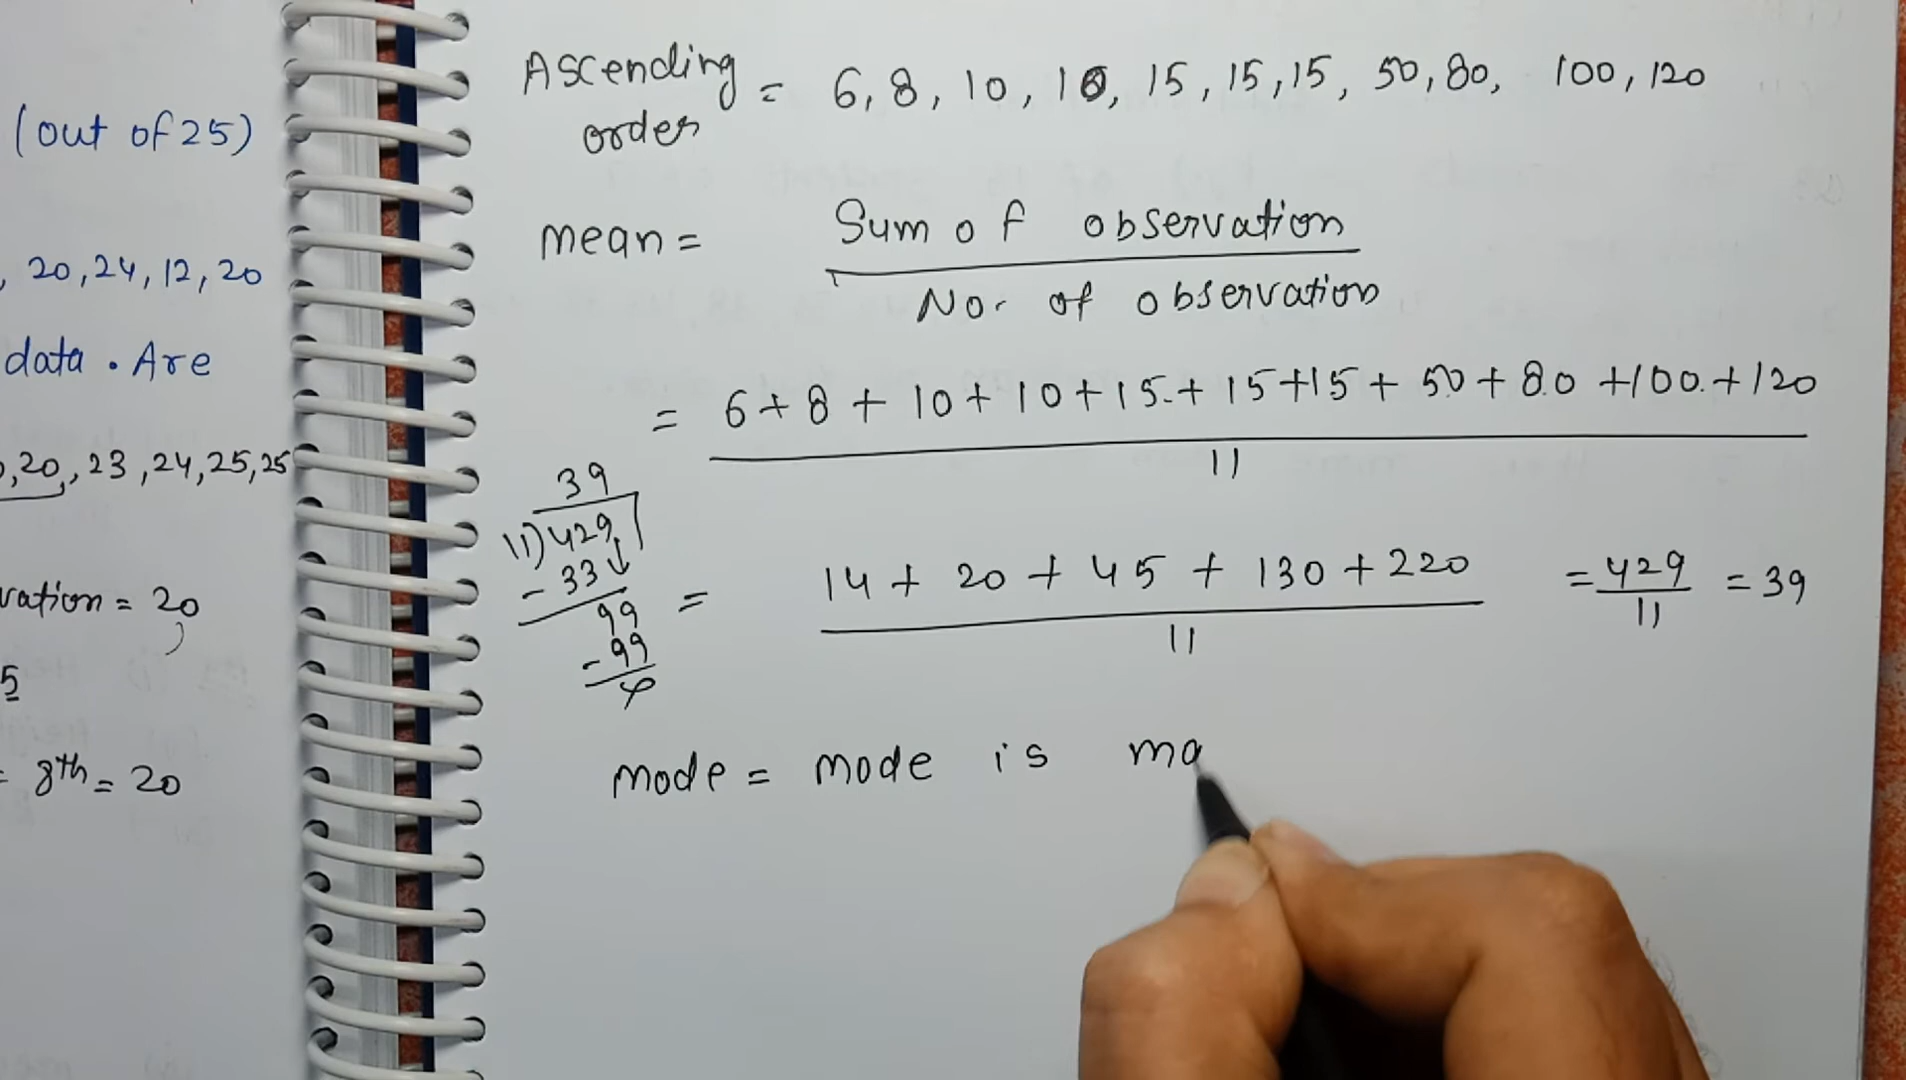 (out of 25)
, 20, 24, 12, 20
data . Are
,20, 23, 24, 25, 25
vation = 20
5
= 8th = 20
Ascending order = 6, 8, 10, 10, 15, 15, 15, 50, 80, 100, 120
mean = Sum of observation
No. of observation
= 6 + 8 + 10 + 10 + 15 + 15 + 15 + 50 + 80 + 100 + 120
11
39
11)429
- 33
99
- 99
0
= 14 + 20 + 45 + 130 + 220
11
= 429
11
= 39
mode = mode is ma